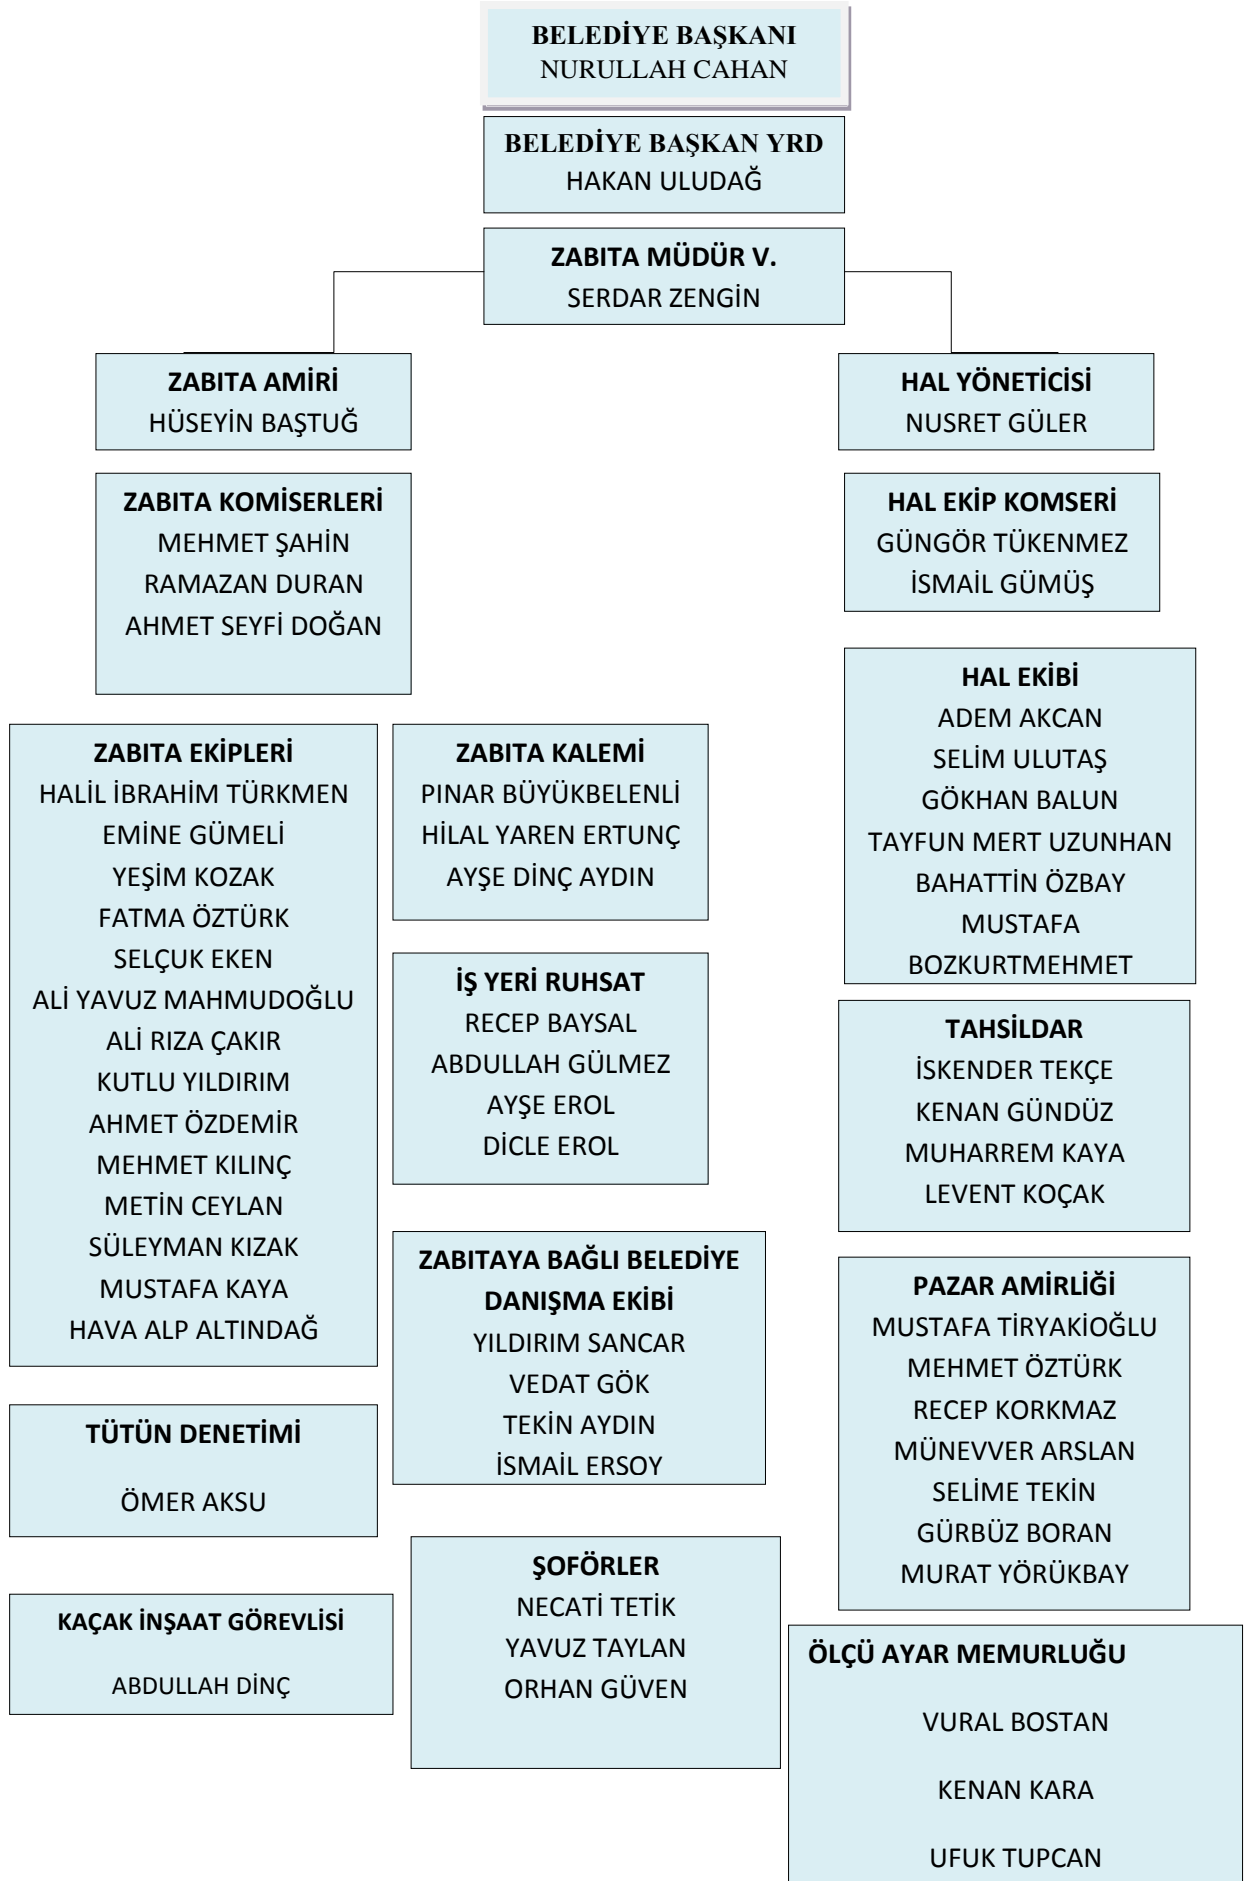 BELEDİYE BAŞKANI
NURULLAH CAHAN
BELEDİYE BAŞKAN YRD
HAKAN ULUDAĞ
ZABITA MÜDÜR V.
SERDAR ZENGİN
ZABITA AMİRİ
HÜSEYİN BAŞTUĞ
HAL YÖNETİCİSİ
NUSRET GÜLER
ZABITA KOMİSERLERİ
MEHMET ŞAHİN
RAMAZAN DURAN
AHMET SEYFİ DOĞAN
HAL EKİP KOMSERİ
GÜNGÖR TÜKENMEZ
İSMAİL GÜMÜŞ
HAL EKİBİ
ADEM AKCAN
SELİM ULUTAŞ
GÖKHAN BALUN
TAYFUN MERT UZUNHAN
BAHATTİN ÖZBAY
MUSTAFA
BOZKURTMEHMET
ZABITA EKİPLERİ
HALİL İBRAHİM TÜRKMEN
EMİNE GÜMELİ
YEŞİM KOZAK
FATMA ÖZTÜRK
SELÇUK EKEN
ALİ YAVUZ MAHMUDOĞLU
ALİ RIZA ÇAKIR
KUTLU YILDIRIM
AHMET ÖZDEMİR
MEHMET KILINÇ
METİN CEYLAN
SÜLEYMAN KIZAK
MUSTAFA KAYA
HAVA ALP ALTINDAĞ
ZABITA KALEMİ
PINAR BÜYÜKBELENLİ
HİLAL YAREN ERTUNÇ
AYŞE DİNÇ AYDIN
İŞ YERİ RUHSAT
RECEP BAYSAL
ABDULLAH GÜLMEZ
AYŞE EROL
DİCLE EROL
TAHSİLDAR
İSKENDER TEKÇE
KENAN GÜNDÜZ
MUHARREM KAYA
LEVENT KOÇAK
ZABITAYA BAĞLI BELEDİYE
DANIŞMA EKİBİ
YILDIRIM SANCAR
VEDAT GÖK
TEKİN AYDIN
İSMAİL ERSOY
PAZAR AMİRLİĞİ
MUSTAFA TİRYAKİOĞLU
MEHMET ÖZTÜRK
RECEP KORKMAZ
MÜNEVVER ARSLAN
SELİME TEKİN
GÜRBÜZ BORAN
MURAT YÖRÜKBAY
TÜTÜN DENETİMİ
ÖMER AKSU
ŞOFÖRLER
NECATİ TETİK
YAVUZ TAYLAN
ORHAN GÜVEN
KAÇAK İNŞAAT GÖREVLİSİ
ABDULLAH DİNÇ
ÖLÇÜ AYAR MEMURLUĞU
VURAL BOSTAN
KENAN KARA
UFUK TUPCAN